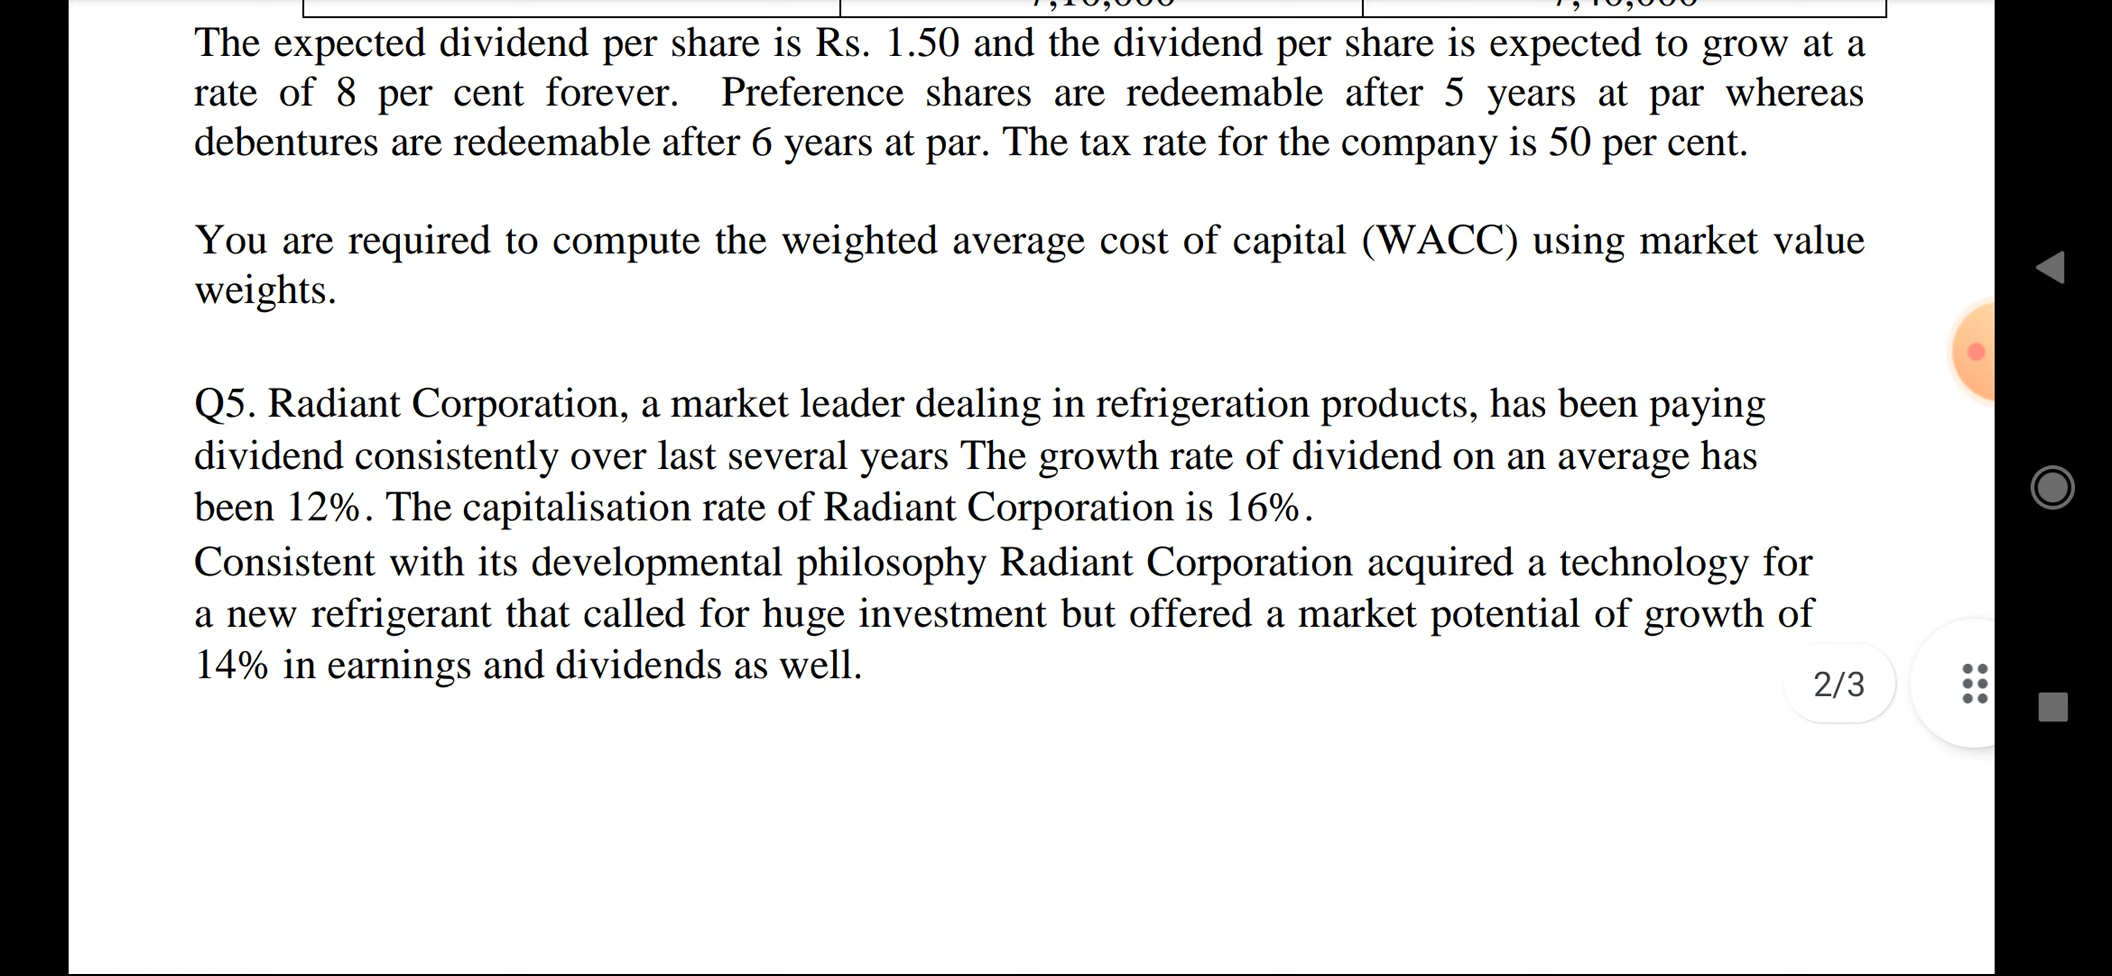 The expected dividend per share is Rs. 1.50 and the dividend per share is expected to grow at a
rate of 8 per cent forever. Preference shares are redeemable after 5 years at par whereas
debentures are redeemable after 6 years at par. The tax rate for the company is 50 per cent.
You are required to compute the weighted average cost of capital (WACC) using market value
weights.
Q5. Radiant Corporation, a market leader dealing in refrigeration products, has been paying
dividend consistently over last several years The growth rate of dividend on an average has
been 12%. The capitalisation rate of Radiant Corporation is 16%.
Consistent with its developmental philosophy Radiant Corporation acquired a technology for
a new refrigerant that called for huge investment but offered a market potential of growth of
14% in earnings and dividends as well.
2/3